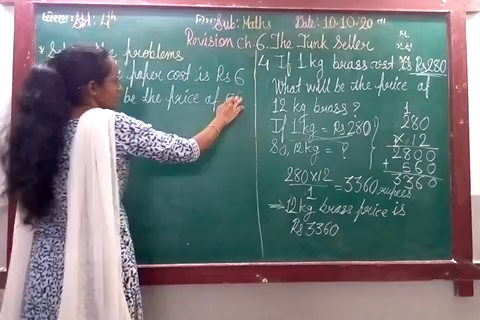 Sub: Maths
Date: 10-10-20
Revision Ch 6. The Junk Seller
the problems
paper cost is Rs 6
be the price of
4 If 1 kg brass cost Rs 280
What will be the price of
12 kg brass?
If 1 kg = Rs 280
So, 12 kg = ?
280×12
1
= 3360 rupees
12 kg brass price is
Rs 3360
1
280
× 12
2800
+ 560
3360